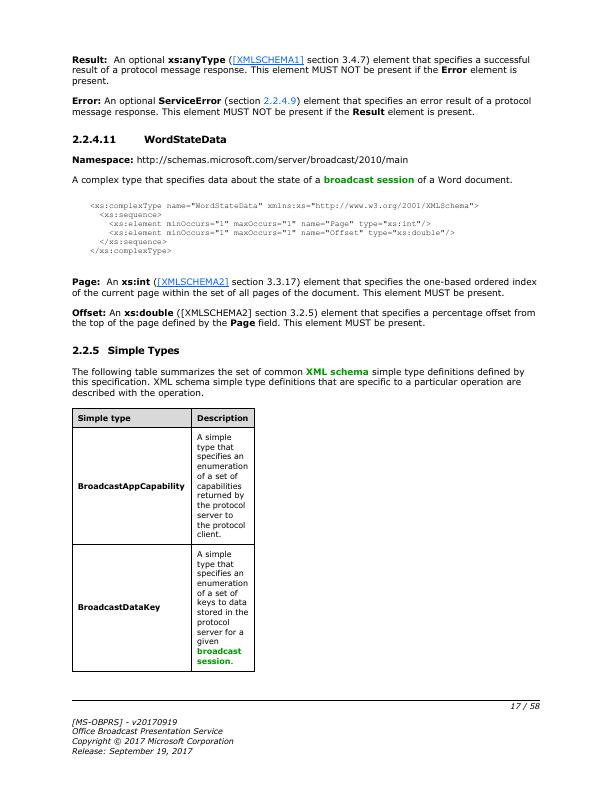 Result: An optional xs:anyType ([XMLSCHEMA1] section 3.4.7) element that specifies a successful
result of a protocol message response. This element MUST NOT be present if the Error element is
present.
Error: An optional ServiceError (section 2.2.4.9) element that specifies an error result of a protocol
message response. This element MUST NOT be present if the Result element is present.
2.2.4.11 WordStateData
Namespace: http://schemas.microsoft.com/server/broadcast/2010/main
A complex type that specifies data about the state of a broadcast session of a Word document.
<xs:complexType name="WordStateData" xmlns:xs="http://www.w3.org/2001/XMLSchema">
<xs:sequence>
<xs:element minOccurs="1" maxOccurs="1" name="Page" type="xs:int"/>
<xs:element minOccurs="1" maxOccurs="1" name="Offset" type="xs:double"/>
</xs:sequence>
</xs:complexType>
Page: An xs:int ([XMLSCHEMA2] section 3.3.17) element that specifies the one-based ordered index
of the current page within the set of all pages of the document. This element MUST be present.
Offset: An xs:double ([XMLSCHEMA2] section 3.2.5) element that specifies a percentage offset from
the top of the page defined by the Page field. This element MUST be present.
2.2.5 Simple Types
The following table summarizes the set of common XML schema simple type definitions defined by
this specification. XML schema simple type definitions that are specific to a particular operation are
described with the operation.
Simple type Description
BroadcastAppCapability
A simple
type that
specifies an
enumeration
of a set of
capabilities
returned by
the protocol
server to
the protocol
client.
BroadcastDataKey
A simple
type that
specifies an
enumeration
of a set of
keys to data
stored in the
protocol
server for a
given
broadcast
session.
17 / 58
[MS-OBPRS] - v20170919
Office Broadcast Presentation Service
Copyright © 2017 Microsoft Corporation
Release: September 19, 2017